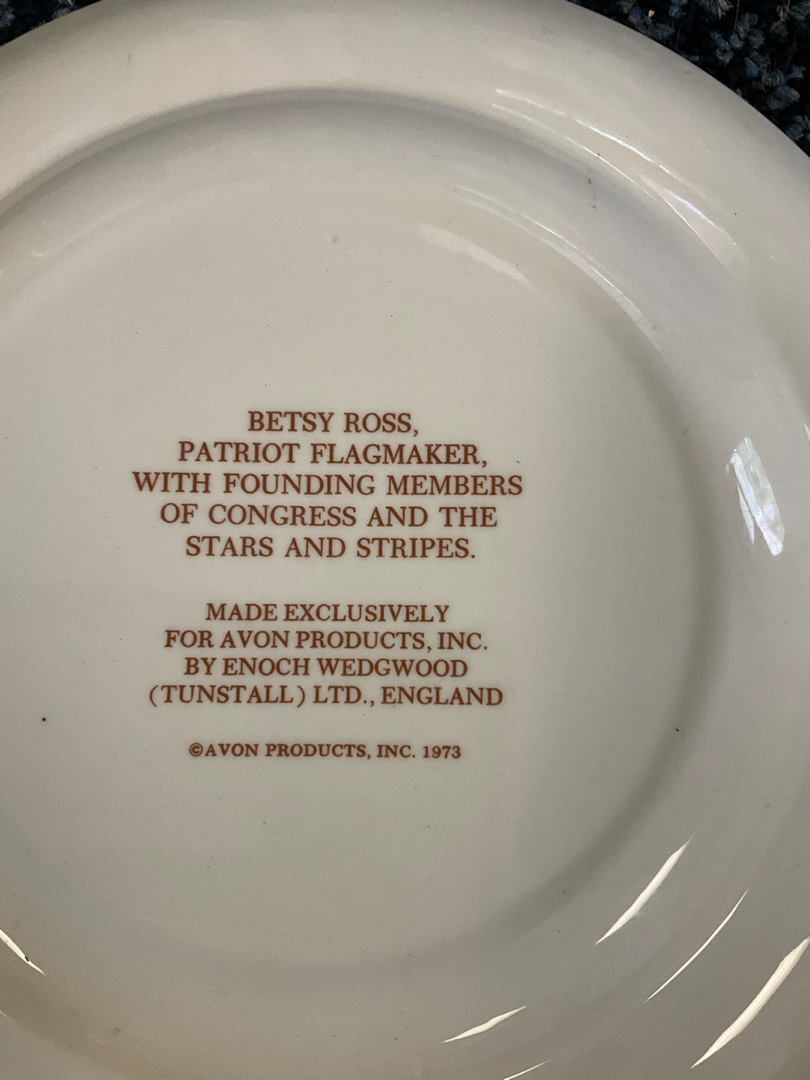 BETSY ROSS,
PATRIOT FLAGMAKER,
WITH FOUNDING MEMBERS
OF CONGRESS AND THE
STARS AND STRIPES.
MADE EXCLUSIVELY
FOR AVON PRODUCTS, INC.
BY ENOCH WEDGWOOD
(TUNSTALL) LTD., ENGLAND
©AVON PRODUCTS, INC. 1973